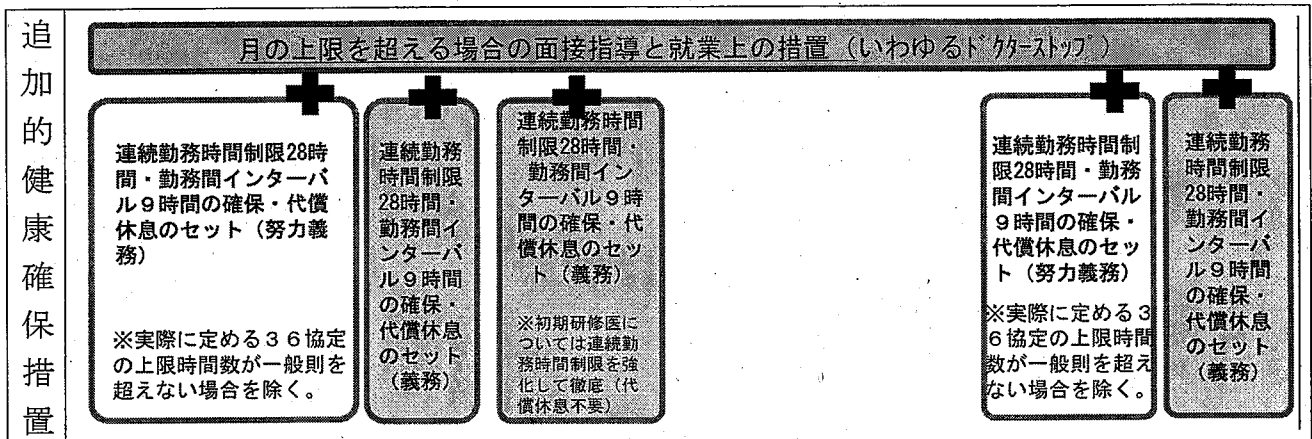 追加的健康確保措置
月の上限を超える場合の面接指導と就業上の措置（いわゆるドクターストップ）
連続勤務時間制限28時
間・勤務間インターバ
ル９時間の確保・代償
休息のセット（努力義
務）
※実際に定める３６協定
の上限時間数が一般則を
超えない場合を除く。
連続勤務
時間制限
28時間・
勤務間イ
ンターバ
ル９時間
の確保・
代償休息
のセット
（義務）
連続勤務時間
制限28時間・
勤務間イン
ターバル９時
間の確保・代
償休息のセッ
ト（義務）
※初期研修医に
ついては連続勤
務時間制限を強
化して徹底（代
償休息不要）
連続勤務時間制
限28時間・勤務
間インターバル
９時間の確保・
代償休息のセッ
ト（努力義務）
※実際に定める３
６協定の上限時間
数が一般則を超え
ない場合を除く。
連続勤務
時間制限
28時間・
勤務間イ
ンターバ
ル９時間
の確保・
代償休息
のセット
（義務）